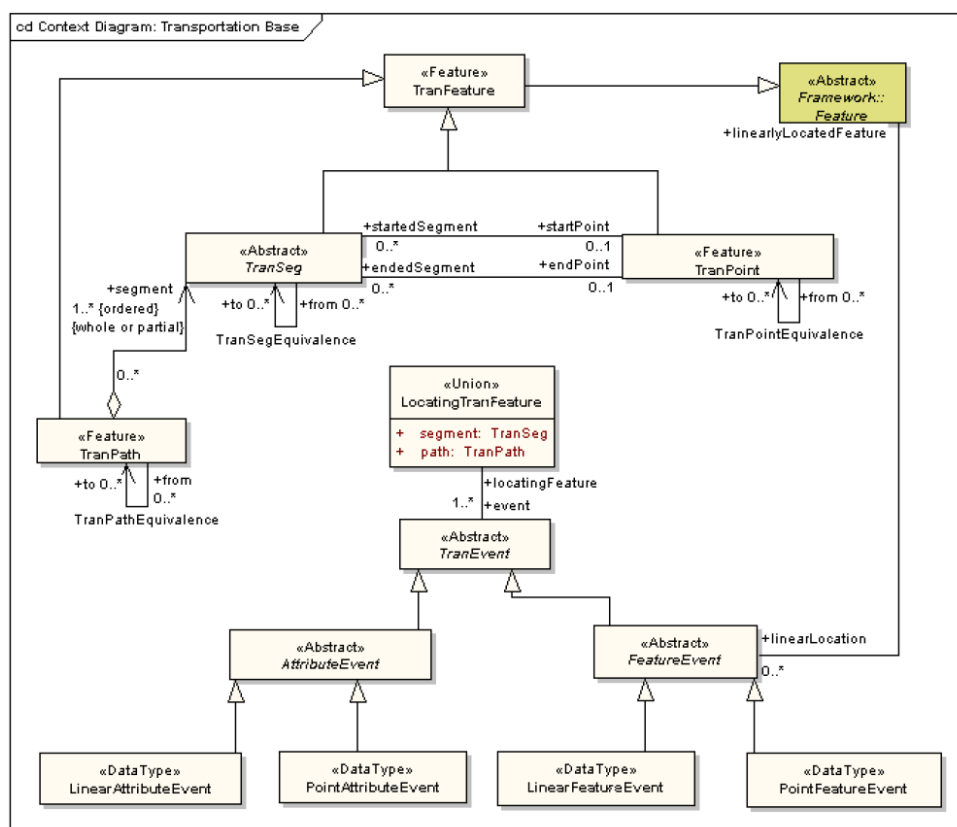 cd Context Diagram: Transportation Base
«Feature»
TranFeature
«Abstract»
Framework::
Feature
+linearlyLocatedFeature
+startedSegment
+startPoint
0..*
0..1
«Abstract»
TranSeg
«Feature»
TranPoint
+endedSegment
+endPoint
0..*
0..1
+segment
1..* {ordered}
{whole or partial}
+to 0..*
+from 0..*
TranSegEquivalence
+to 0..*
+from 0..*
TranPointEquivalence
0..*
«Union»
LocatingTranFeature
+ segment: TranSeg
+ path: TranPath
«Feature»
TranPath
+to 0..*
+from
0..*
TranPathEquivalence
+locatingFeature
1..*
+event
«Abstract»
TranEvent
«Abstract»
AttributeEvent
«Abstract»
FeatureEvent
+linearLocation
0..*
«DataType»
LinearAttributeEvent
«DataType»
PointAttributeEvent
«DataType»
LinearFeatureEvent
«DataType»
PointFeatureEvent